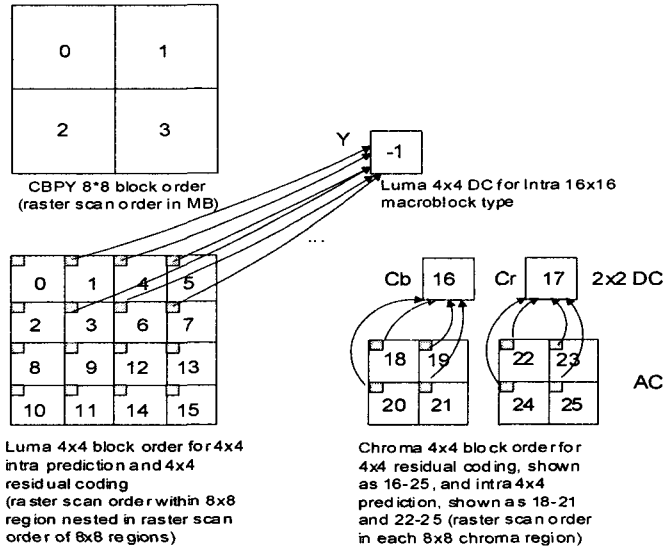 0 1
2 3
CBPY 8*8 block order
(raster scan order in MB)
Y
-1
Luma 4x4 DC for Intra 16x16
macroblock type
...
0 1 4 5
2 3 6 7
8 9 12 13
10 11 14 15
Luma 4x4 block order for 4x4
intra prediction and 4x4
residual coding
(raster scan order within 8x8
region nested in raster scan
order of 8x8 regions)
Cb 16 Cr 17 2x2 DC
18 19 22 23
AC
20 21 24 25
Chroma 4x4 block order for
4x4 residual coding, shown
as 16-25, and intra 4x4
prediction, shown as 18-21
and 22-25 (raster scan order
in each 8x8 chroma region)